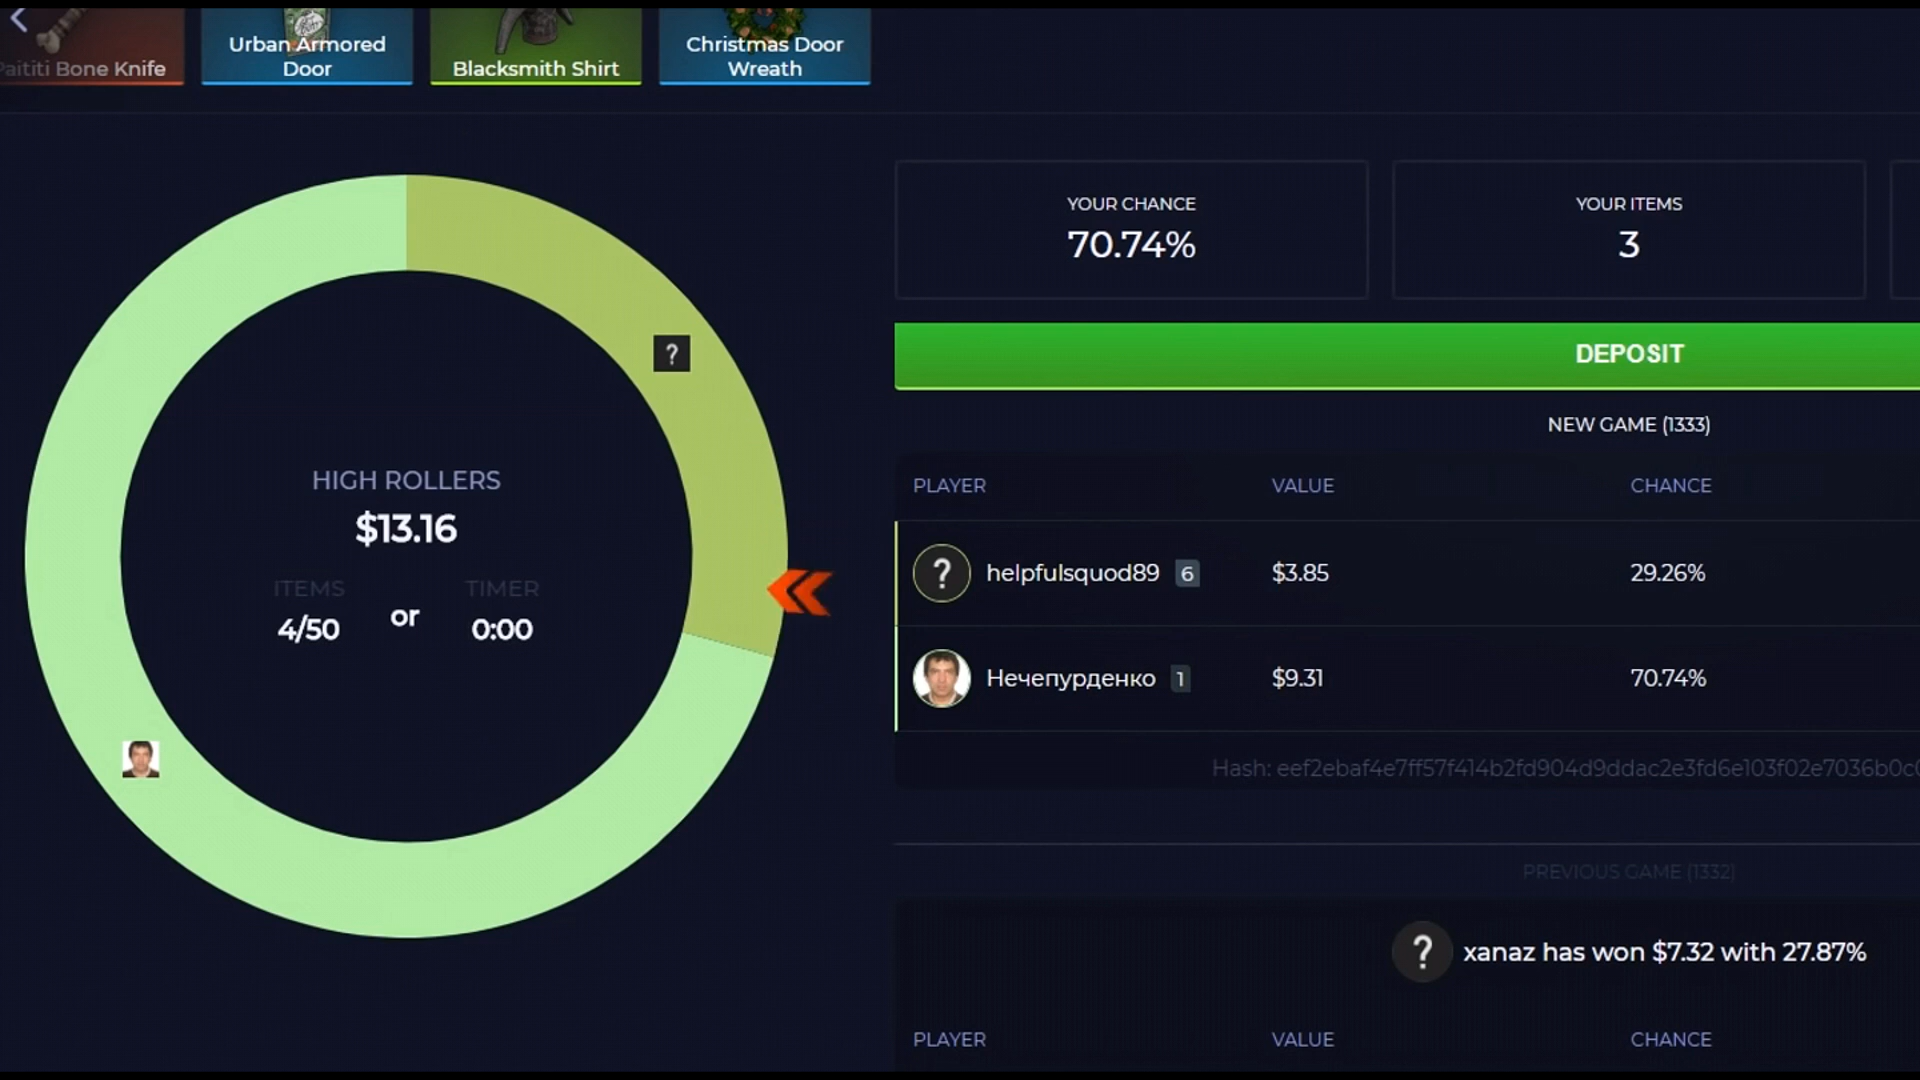 Paititi Bone Knife
Urban Armored
Door
Blacksmith Shirt
Christmas Door
Wreath
HIGH ROLLERS
$13.16
ITEMS
4/50
or
TIMER
0:00
YOUR CHANCE
70.74%
YOUR ITEMS
3
DEPOSIT
NEW GAME (1333)
PLAYER VALUE CHANCE
? helpfulsquod89 6 $3.85 29.26%
Нечепурденко 1 $9.31 70.74%
Hash: eef2ebaf4e7ff57f414b2fd904d9ddac2e3fd6e103f02e7036b0c
PREVIOUS GAME (1332)
? xanaz has won $7.32 with 27.87%
PLAYER VALUE CHANCE
?